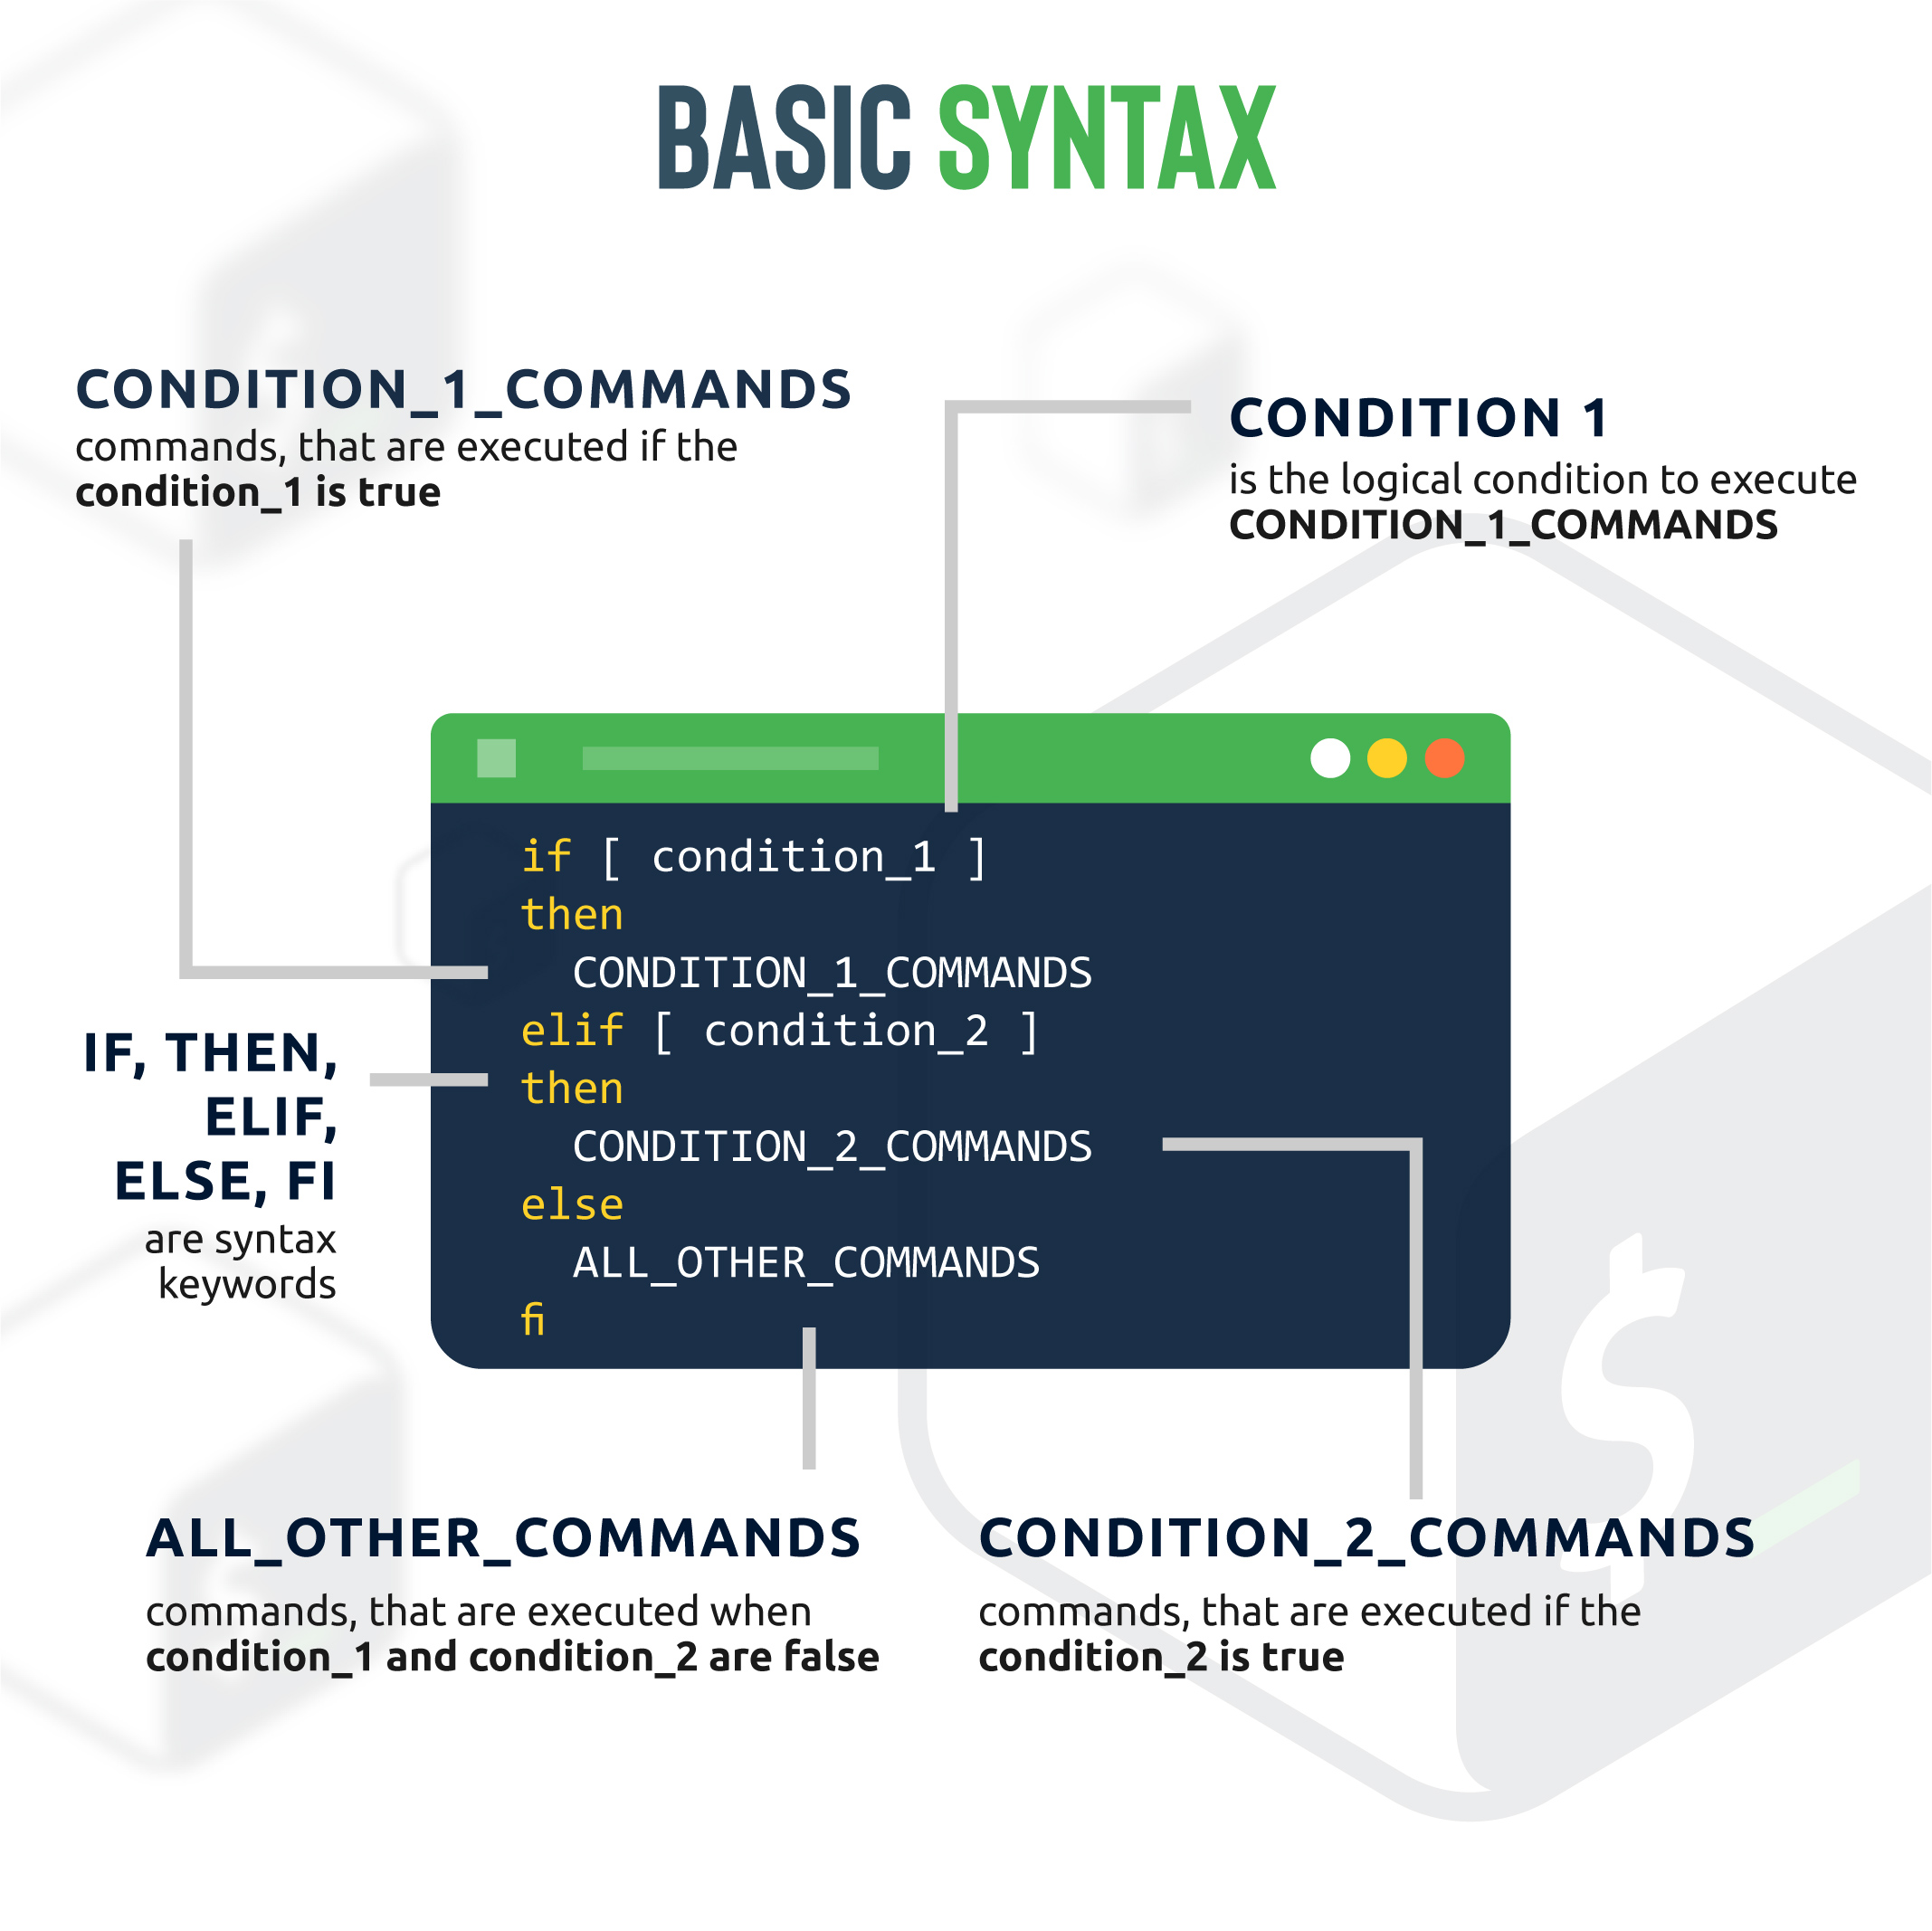 BASIC SYNTAX
CONDITION_1_COMMANDS
commands, that are executed if the
condition_1 is true
CONDITION 1
is the logical condition to execute
CONDITION_1_COMMANDS
if [ condition_1 ]
then
  CONDITION_1_COMMANDS
elif [ condition_2 ]
then
  CONDITION_2_COMMANDS
else
  ALL_OTHER_COMMANDS
fi
IF, THEN,
ELIF,
ELSE, FI
are syntax
keywords
ALL_OTHER_COMMANDS
commands, that are executed when
condition_1 and condition_2 are false
CONDITION_2_COMMANDS
commands, that are executed if the
condition_2 is true
$_